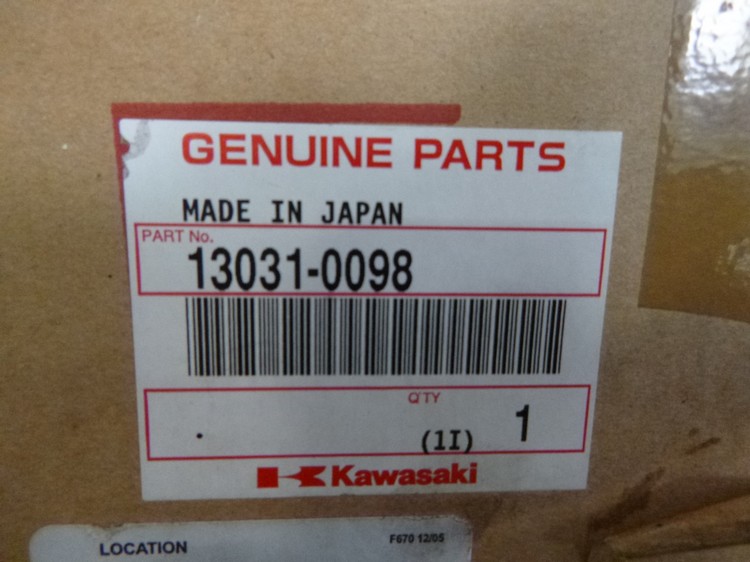 GENUINE PARTS
MADE IN JAPAN
PART No.
13031-0098
Q'TY
. (1I) 1
Kawasaki
LOCATION F670 12/05